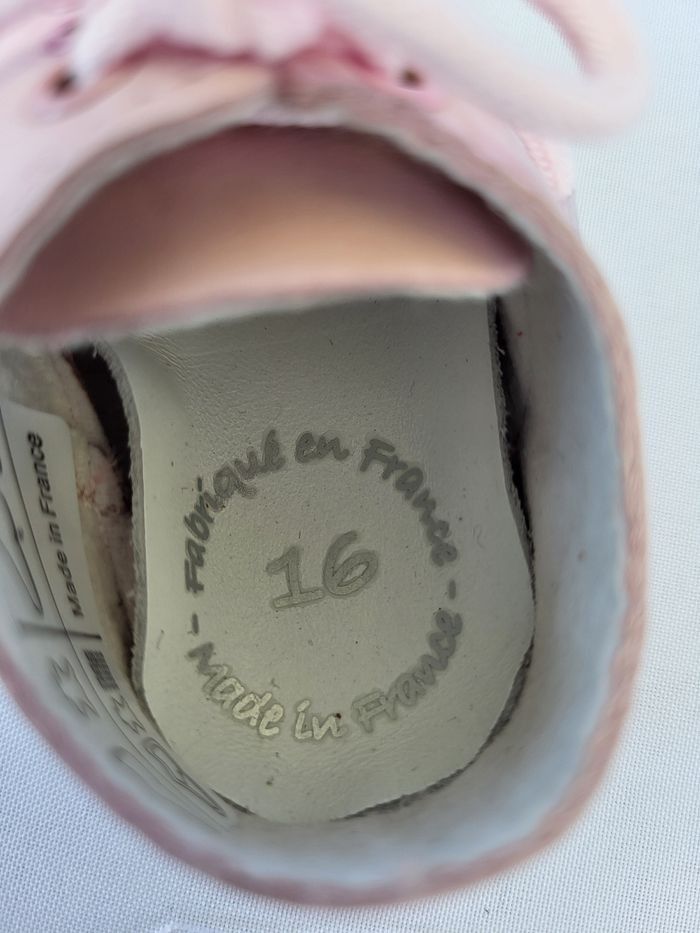 Fabriqué en France
16
- Made in France -
Made in France